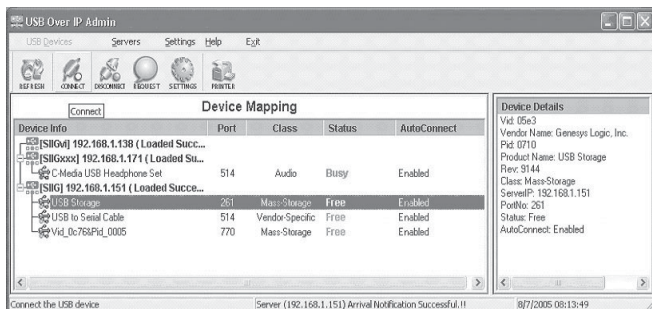 USB Over IP Admin
USB Devices Servers Settings Help Exit
REFRESH CONNECT DISCONNECT REQUEST SETTINGS PRINTER
Connect
Device Mapping
Device Info Port Class Status AutoConnect
[SIIGvi] 192.168.1.138 ( Loaded Succ...
[SIIGxxx] 192.168.1.171 ( Loaded Su...
C-Media USB Headphone Set 514 Audio Busy Enabled
[SIIG] 192.168.1.151 ( Loaded Succe...
USB Storage 261 Mass-Storage Free Enabled
USB to Serial Cable 514 Vendor-Specific Free Enabled
Vid_0c76&Pid_0005 770 Mass-Storage Free Enabled
Device Details
Vid: 05e3
Vendor Name: Genesys Logic, Inc.
Pid: 0710
Product Name: USB Storage
Rev: 9144
Class: Mass-Storage
ServerIP: 192.168.1.151
PortNo: 261
Status: Free
AutoConnect: Enabled
Connect the USB device Server (192.168.1.151) Arrival Notification Successful.!! 8/7/2005 08:13:49